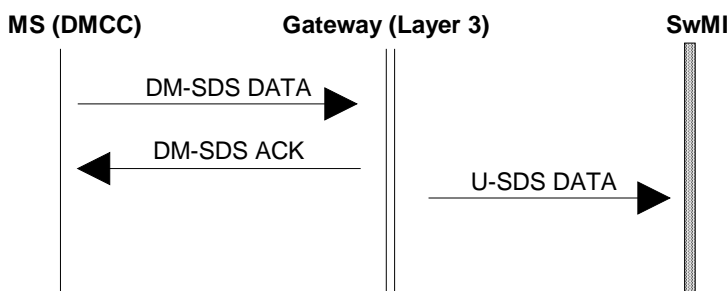 MS (DMCC) Gateway (Layer 3) SwMI
DM-SDS DATA
DM-SDS ACK
U-SDS DATA